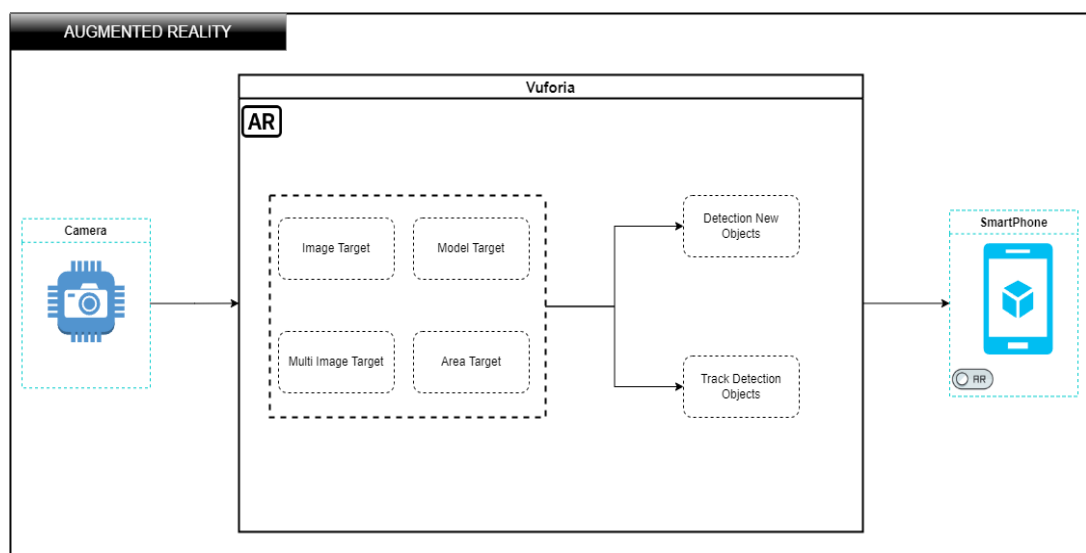 AUGMENTED REALITY
Vuforia
AR
Camera
Image Target
Model Target
Multi Image Target
Area Target
Detection New
Objects
Track Detection
Objects
SmartPhone
AR